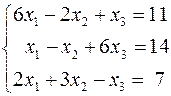 6x₁ − 2x₂ + x₃ = 11
x₁ − x₂ + 6x₃ = 14
2x₁ + 3x₂ − x₃ = 7